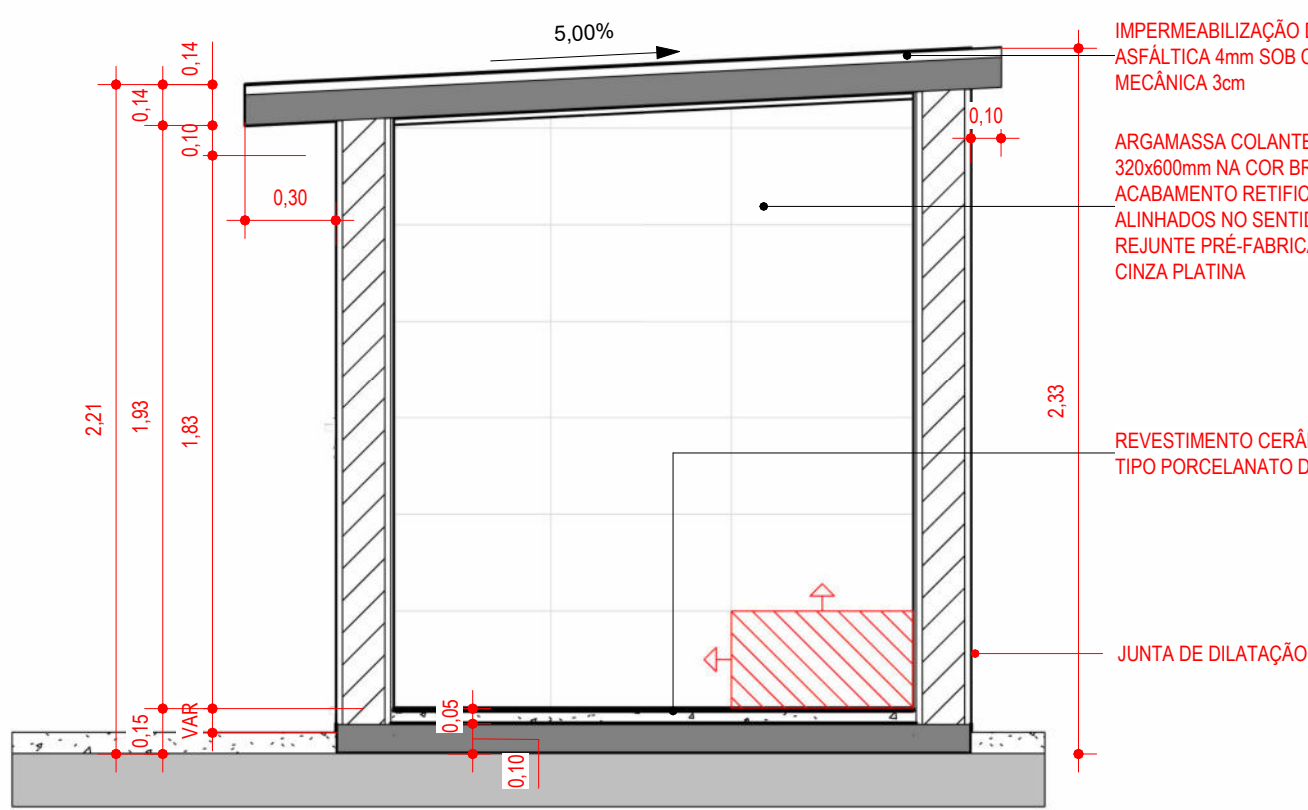 5,00%
IMPERMEABILIZAÇÃO
ASFÁLTICA 4mm SOB
MECÂNICA 3cm
0,14
0,14
0,10
0,10
ARGAMASSA COLANTE
320x600mm NA COR
ACABAMENTO
ALINHADOS NO
REJUNTE
CINZA PLATINA
0,30
2,21
1,93
1,83
2,33
REVESTIMENTO
TIPO PORCELANATO
JUNTA DE DILATAÇÃO
0,15
VAR
0,05
0,10